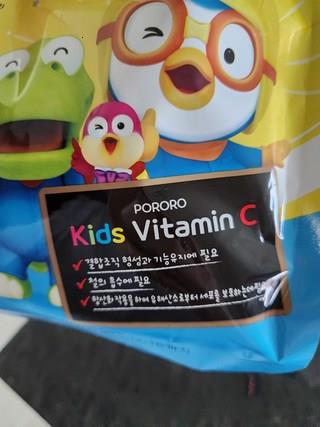 PORORO
Kids Vitamin C
결합조직 형성과 기능유지에 필요
철의 흡수에 필요
항산화 작용을 하여 유해산소로부터 세포를 보호하는데 필요